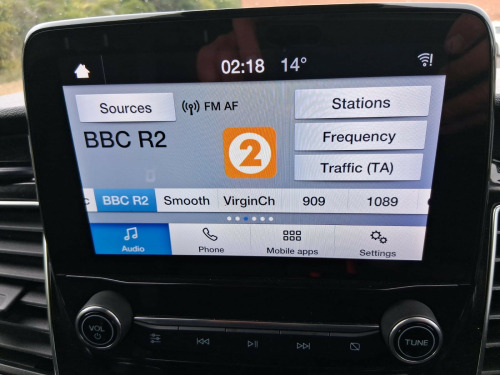 02:18 14°
Sources
FM AF
Stations
BBC R2
2
Frequency
Traffic (TA)
c BBC R2 Smooth VirginCh 909 1089
Audio Phone Mobile apps Settings
VOL
TUNE